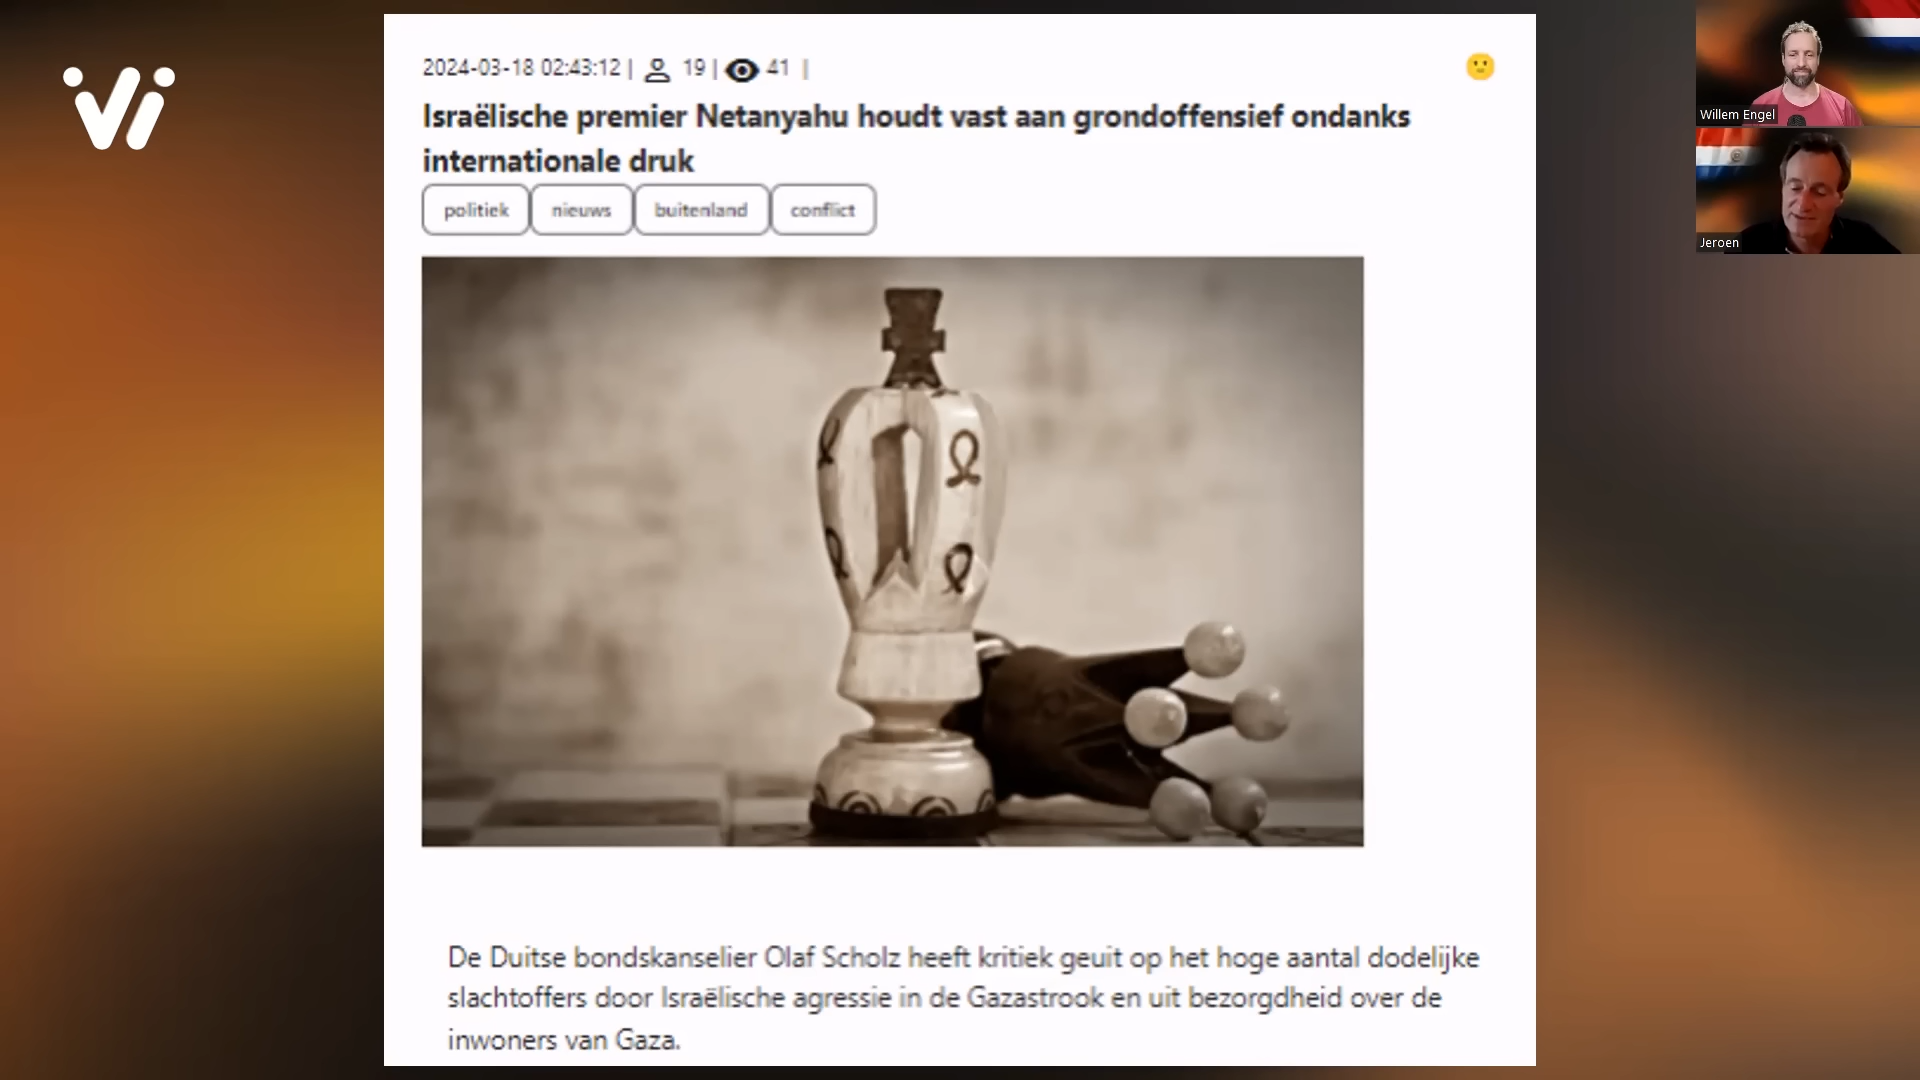 Vi
2024-03-18 02:43:12 | 19 | 41 |
Israëlische premier Netanyahu houdt vast aan grondoffensief ondanks
internationale druk
politiek nieuws buitenland conflict
De Duitse bondskanselier Olaf Scholz heeft kritiek geuit op het hoge aantal dodelijke
slachtoffers door Israëlische agressie in de Gazastrook en uit bezorgdheid over de
inwoners van Gaza.
Willem Engel
Jeroen